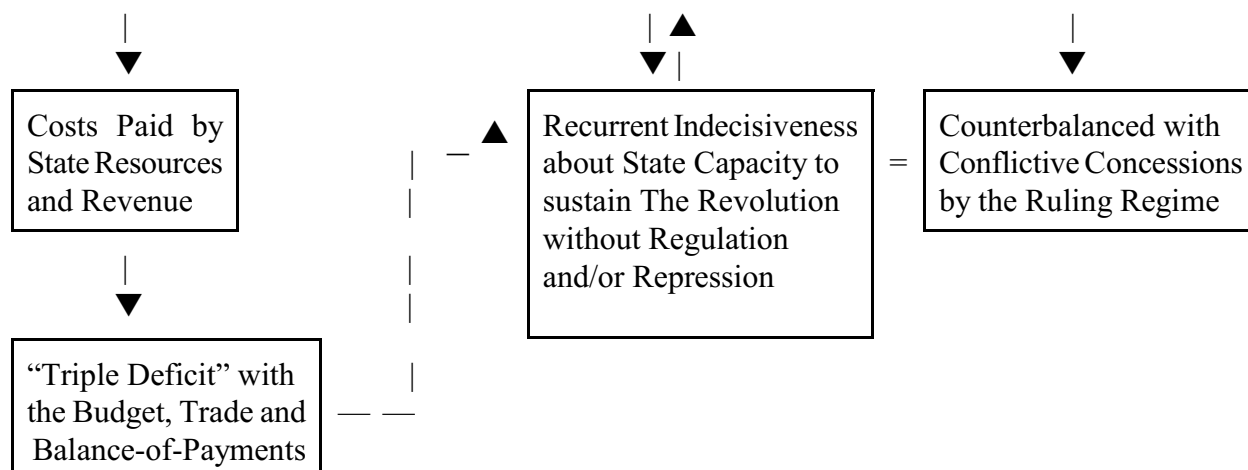 Costs Paid by
State Resources
and Revenue
Recurrent Indecisiveness
about State Capacity to
sustain The Revolution
without Regulation
and/or Repression
=
Counterbalanced with
Conflictive Concessions
by the Ruling Regime
“Triple Deficit” with
the Budget, Trade and
Balance-of-Payments